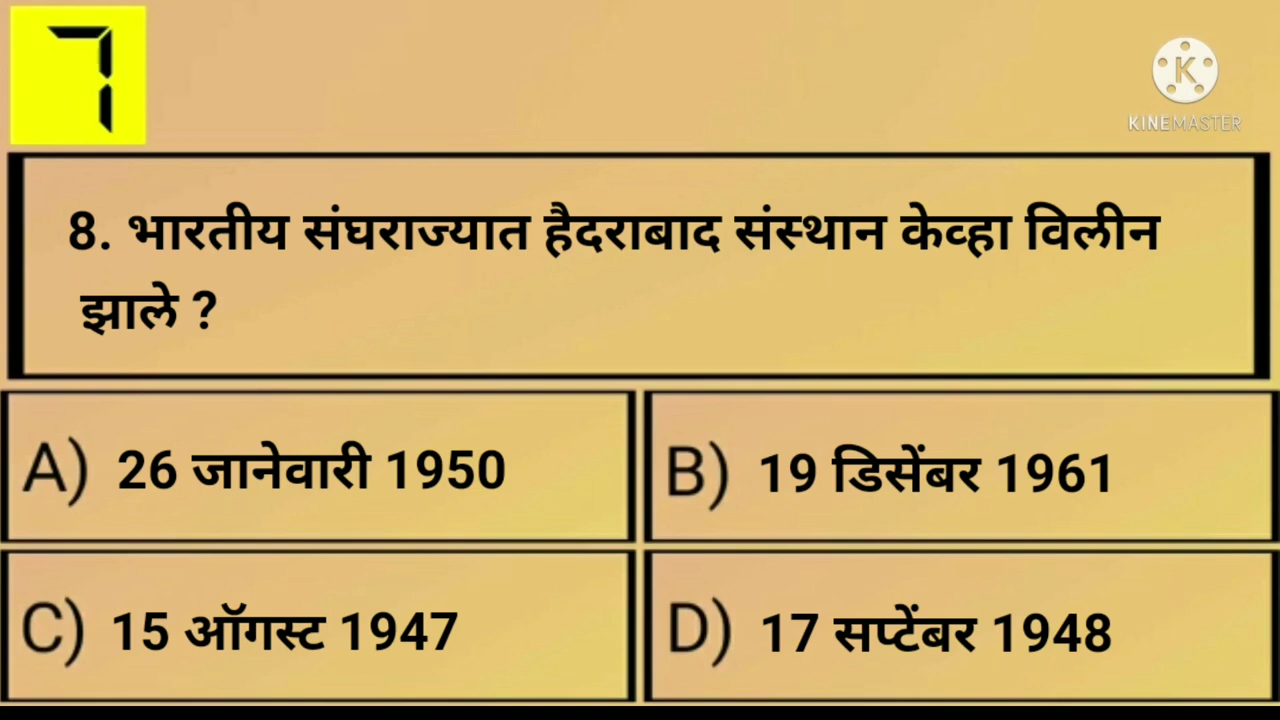 7
KINEMASTER
8. भारतीय संघराज्यात हैदराबाद संस्थान केव्हा विलीन
झाले ?
A) 26 जानेवारी 1950
B) 19 डिसेंबर 1961
C) 15 ऑगस्ट 1947
D) 17 सप्टेंबर 1948